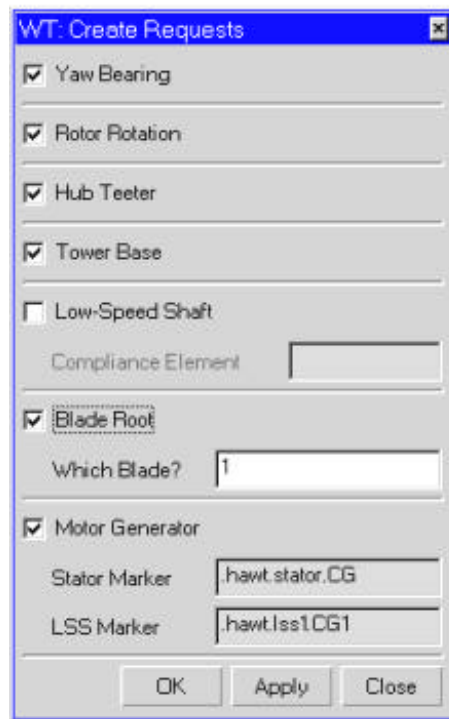 WT: Create Requests
Yaw Bearing
Rotor Rotation
Hub Teeter
Tower Base
Low-Speed Shaft
Compliance Element
Blade Root
Which Blade? 1
Motor Generator
Stator Marker .hawt.stator.CG
LSS Marker .hawt.lss1.CG1
OK Apply Close